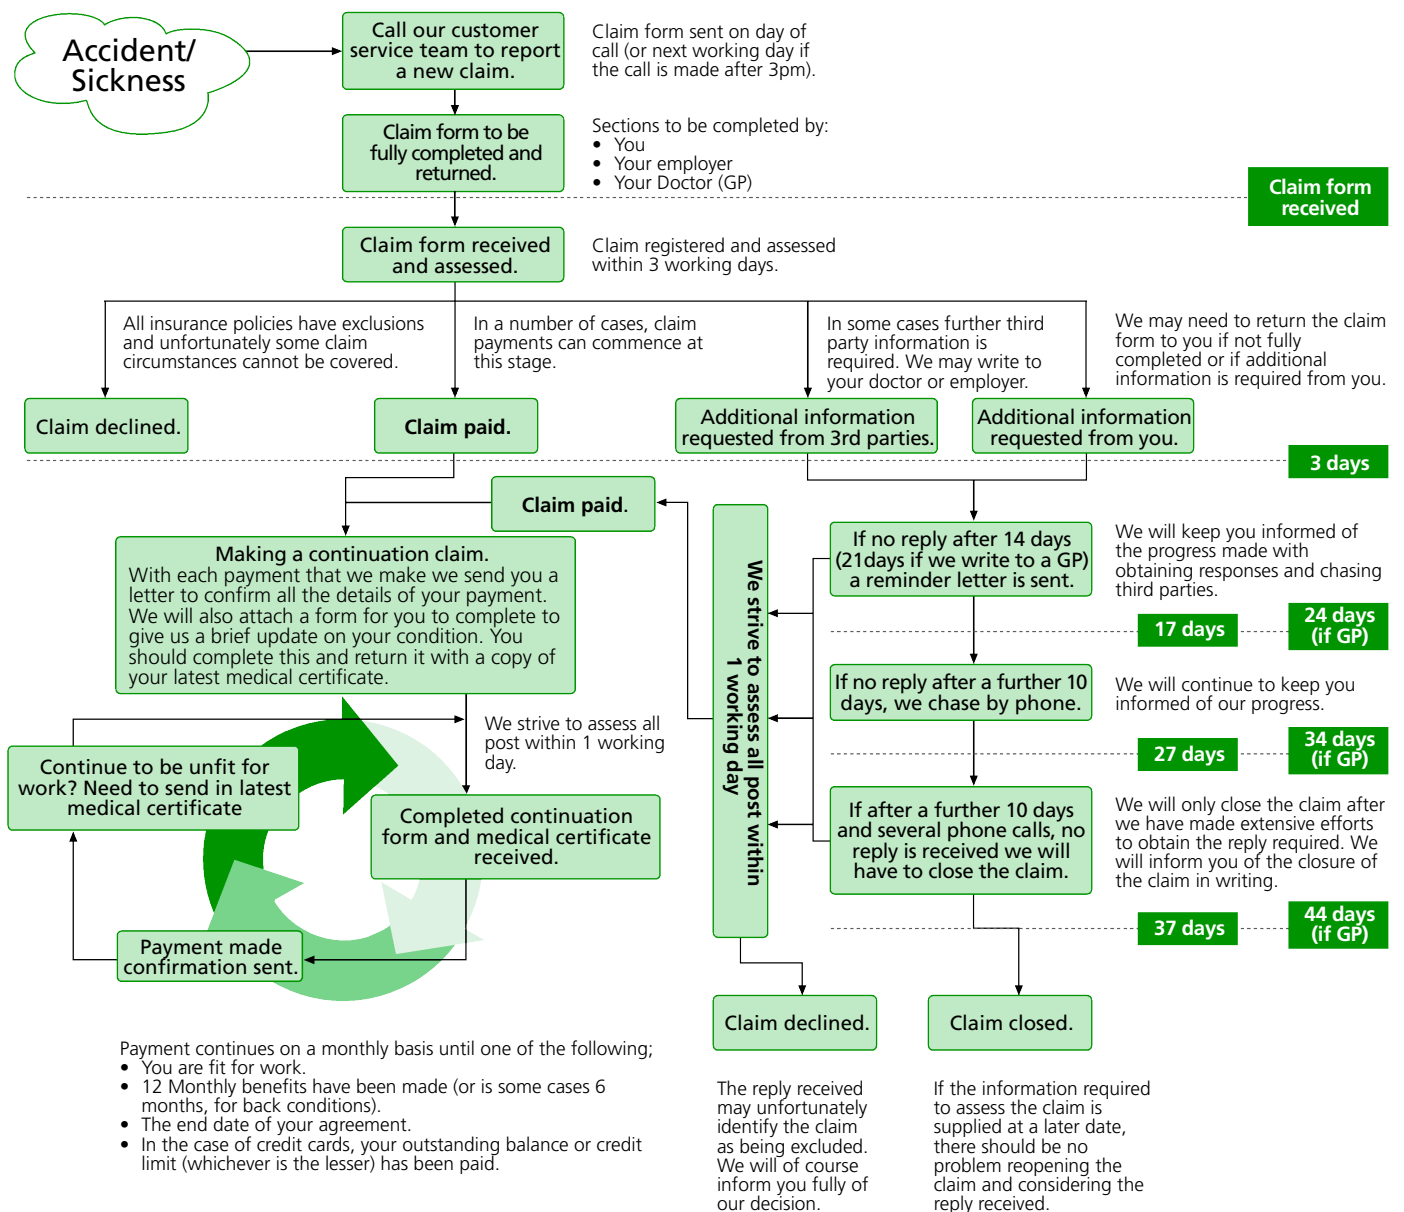 Accident/
Sickness
Call our customer
service team to report
a new claim.
Claim form sent on day of
call (or next working day if
the call is made after 3pm).
Claim form to be
fully completed and
returned.
Sections to be completed by:
• You
• Your employer
• Your Doctor (GP)
Claim form
received
Claim form received
and assessed.
Claim registered and assessed
within 3 working days.
All insurance policies have exclusions
and unfortunately some claim
circumstances cannot be covered.
In a number of cases, claim
payments can commence at
this stage.
In some cases further third
party information is
required. We may write to
your doctor or employer.
We may need to return the claim
form to you if not fully
completed or if additional
information is required from you.
Claim declined.
Claim paid.
Additional information
requested from 3rd parties.
Additional information
requested from you.
3 days
Claim paid.
Making a continuation claim.
With each payment that we make we send you a
letter to confirm all the details of your payment.
We will also attach a form for you to complete to
give us a brief update on your condition. You
should complete this and return it with a copy of
your latest medical certificate.
We strive to assess all post within
1 working day
If no reply after 14 days
(21days if we write to a GP)
a reminder letter is sent.
We will keep you informed of
the progress made with
obtaining responses and chasing
third parties.
17 days
24 days
(if GP)
If no reply after a further 10
days, we chase by phone.
We will continue to keep you
informed of our progress.
27 days
34 days
(if GP)
If after a further 10 days
and several phone calls, no
reply is received we will
have to close the claim.
We will only close the claim after
we have made extensive efforts
to obtain the reply required. We
will inform you of the closure of
the claim in writing.
37 days
44 days
(if GP)
We strive to assess all
post within 1 working
day.
Continue to be unfit for
work? Need to send in latest
medical certificate
Completed continuation
form and medical certificate
received.
Payment made
confirmation sent.
Claim declined.
Claim closed.
Payment continues on a monthly basis until one of the following;
• You are fit for work.
• 12 Monthly benefits have been made (or is some cases 6
months, for back conditions).
• The end date of your agreement.
• In the case of credit cards, your outstanding balance or credit
limit (whichever is the lesser) has been paid.
The reply received
may unfortunately
identify the claim
as being excluded.
We will of course
inform you fully of
our decision.
If the information required
to assess the claim is
supplied at a later date,
there should be no
problem reopening the
claim and considering the
reply received.